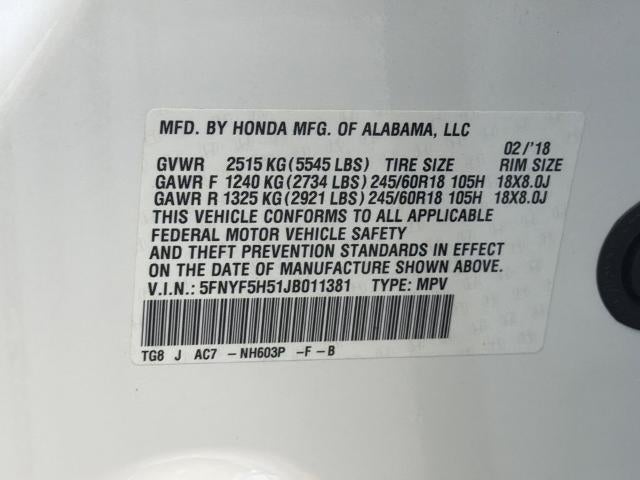 MFD. BY HONDA MFG. OF ALABAMA, LLC
02/'18
GVWR 2515 KG (5545 LBS) TIRE SIZE RIM SIZE
GAWR F 1240 KG (2734 LBS) 245/60R18 105H 18X8.0J
GAWR R 1325 KG (2921 LBS) 245/60R18 105H 18X8.0J
THIS VEHICLE CONFORMS TO ALL APPLICABLE
FEDERAL MOTOR VEHICLE SAFETY
AND THEFT PREVENTION STANDARDS IN EFFECT
ON THE DATE OF MANUFACTURE SHOWN ABOVE.
V.I.N.: 5FNYF5H51JB011381 TYPE: MPV
TG8 J AC7 -NH603P -F-B